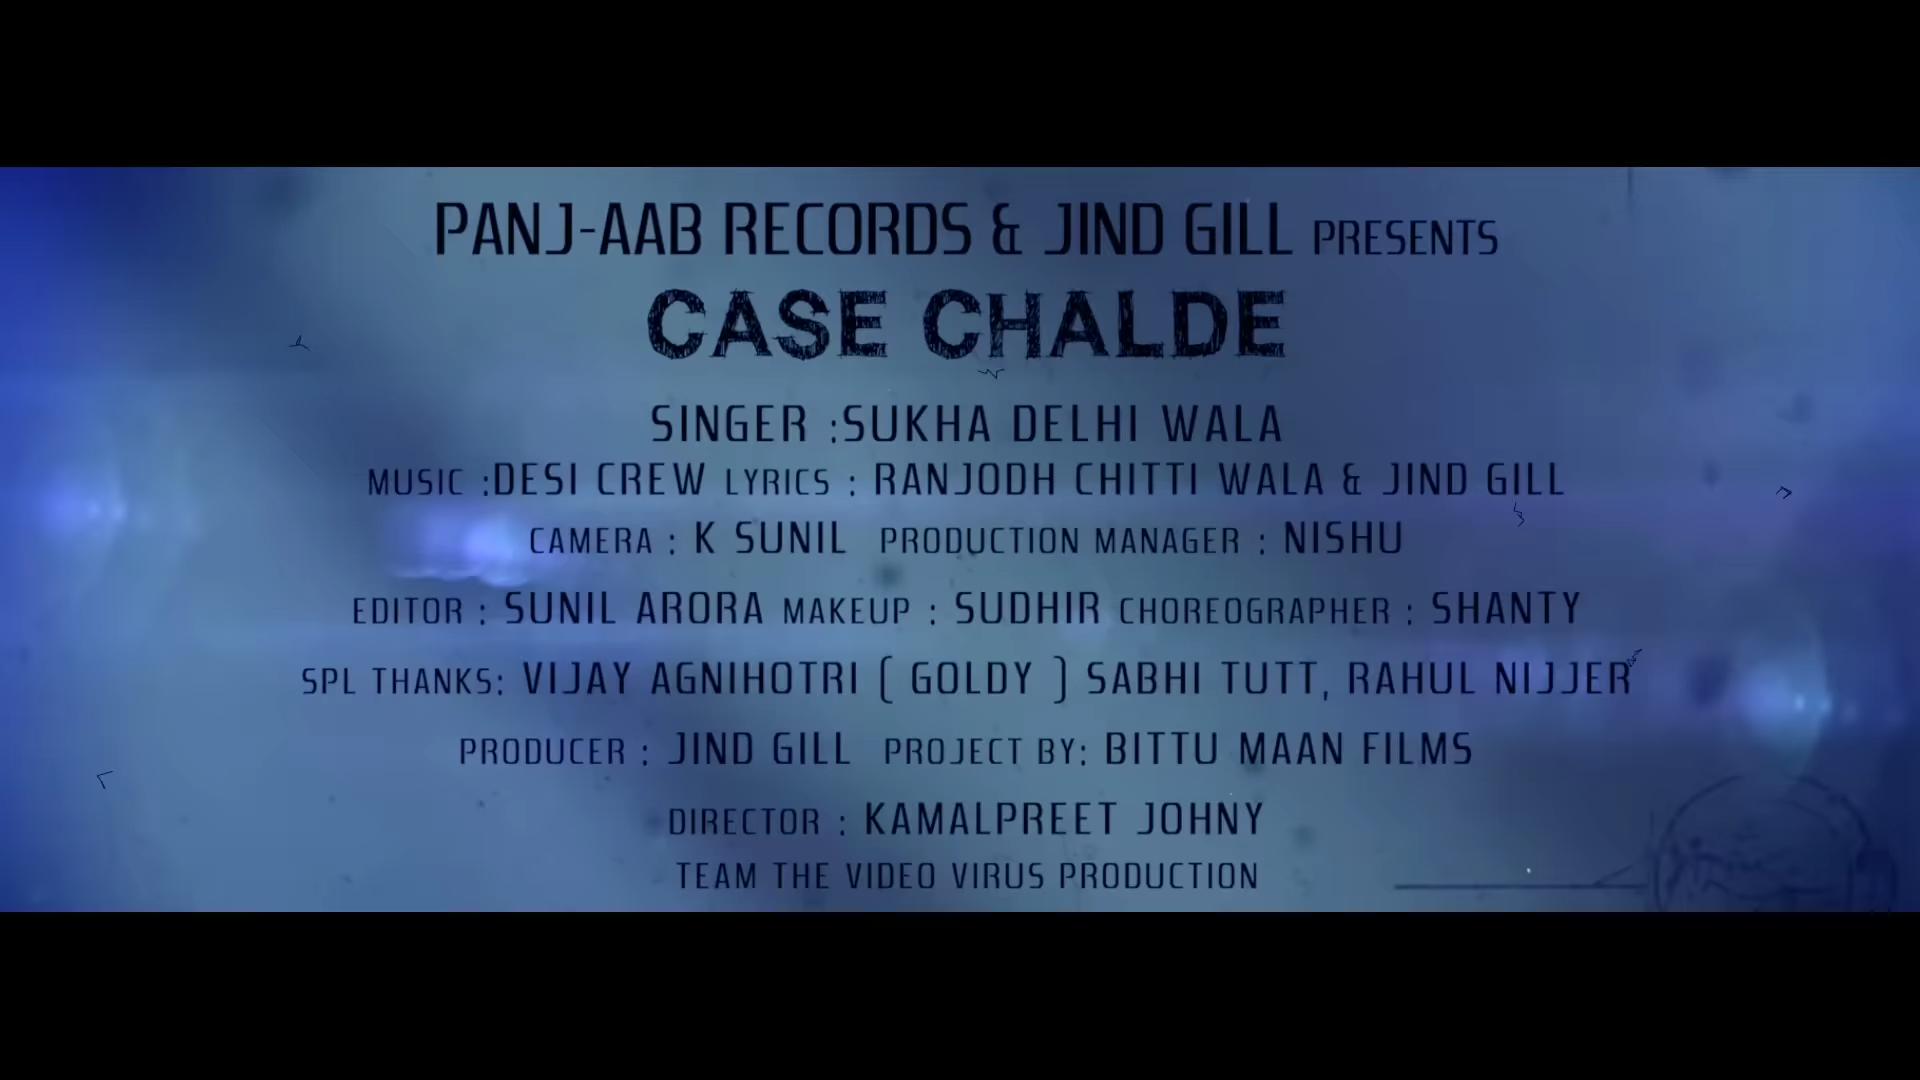 PANJ-AAB RECORDS & JIND GILL PRESENTS
CASE CHALDE
SINGER :SUKHA DELHI WALA
MUSIC :DESI CREW LYRICS : RANJODH CHITTI WALA & JIND GILL
CAMERA : K SUNIL PRODUCTION MANAGER : NISHU
EDITOR : SUNIL ARORA MAKEUP : SUDHIR CHOREOGRAPHER : SHANTY
SPL THANKS: VIJAY AGNIHOTRI ( GOLDY ) SABHI TUTT, RAHUL NIJJER
PRODUCER : JIND GILL PROJECT BY: BITTU MAAN FILMS
DIRECTOR : KAMALPREET JOHNY
TEAM THE VIDEO VIRUS PRODUCTION